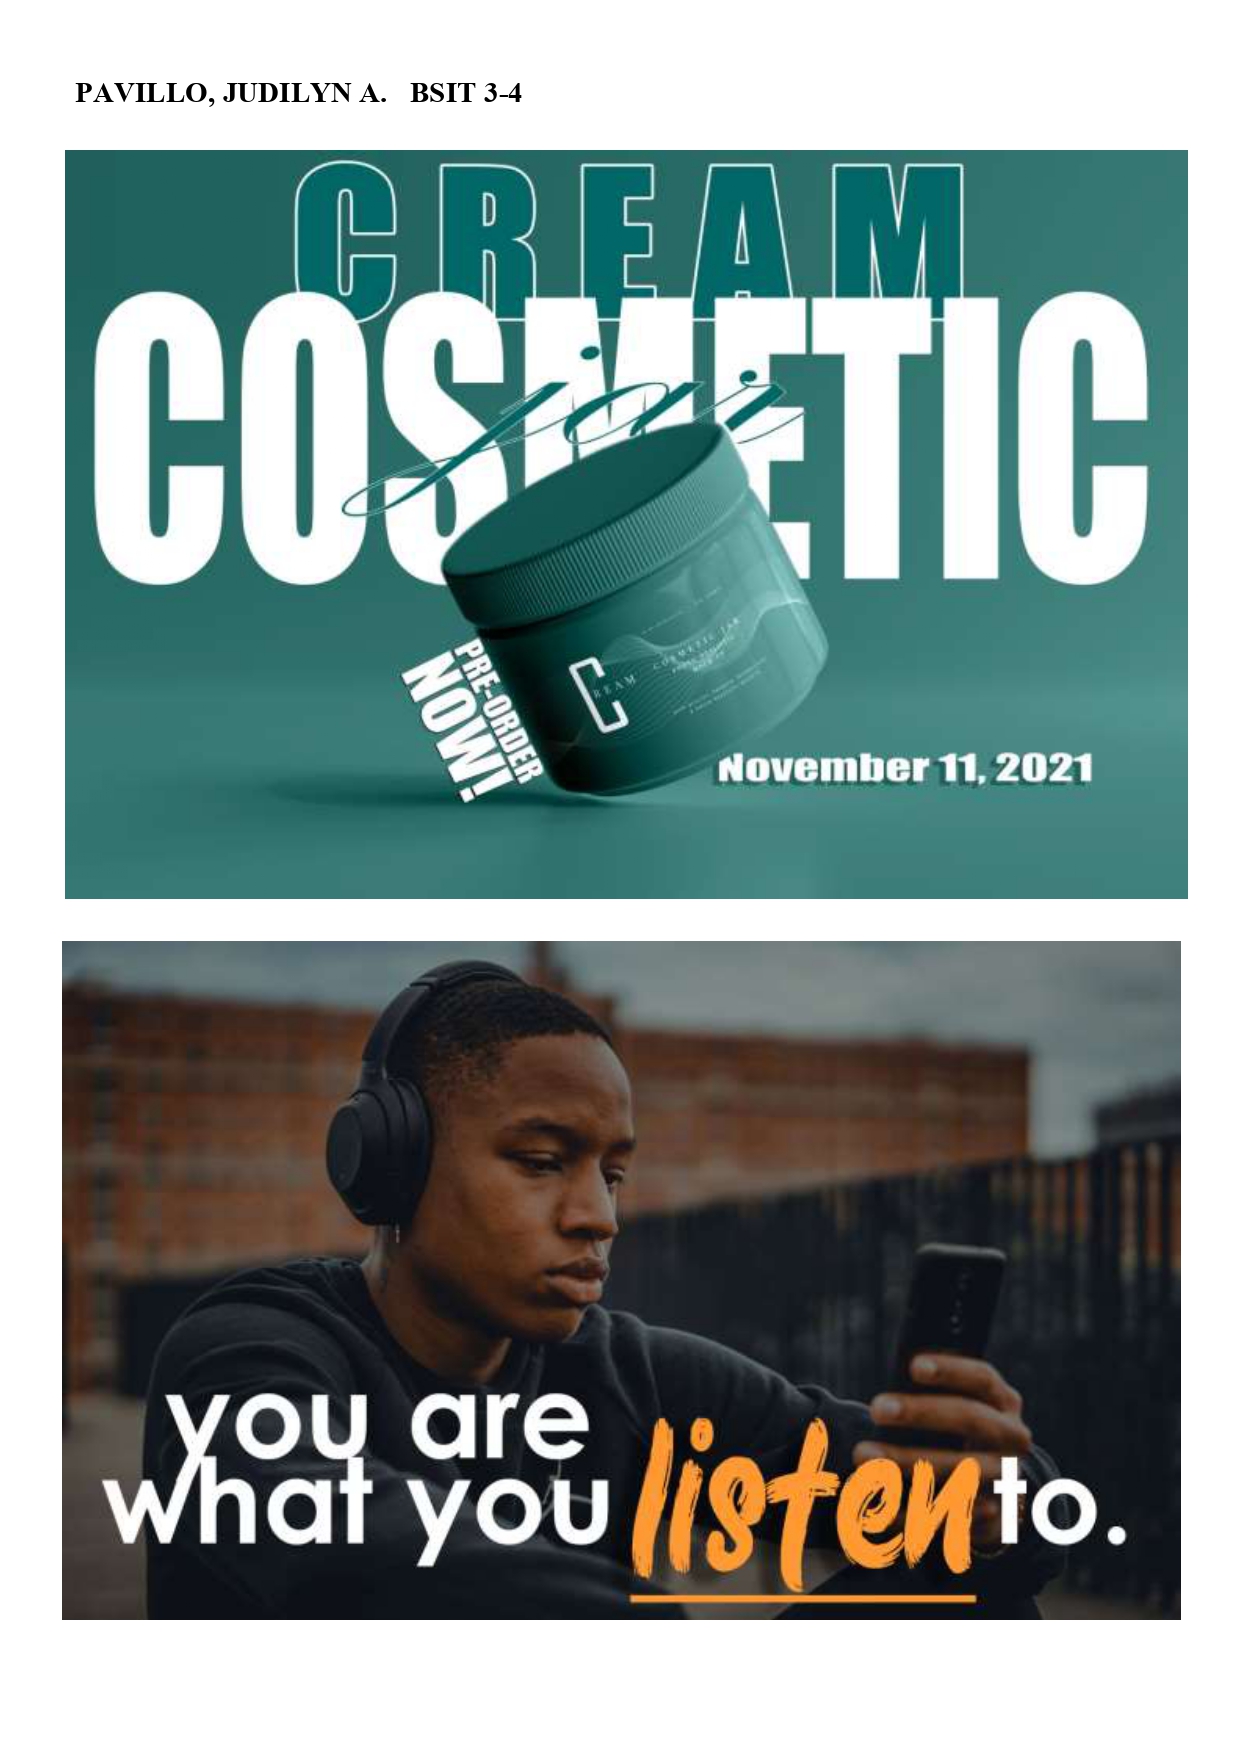 PAVILLO, JUDILYN A. BSIT 3-4
CREAM
COSMETIC
jar
COSMETIC JAR
CREAM
PRE-ORDER
NOW!
November 11, 2021
you are
what you listen to.